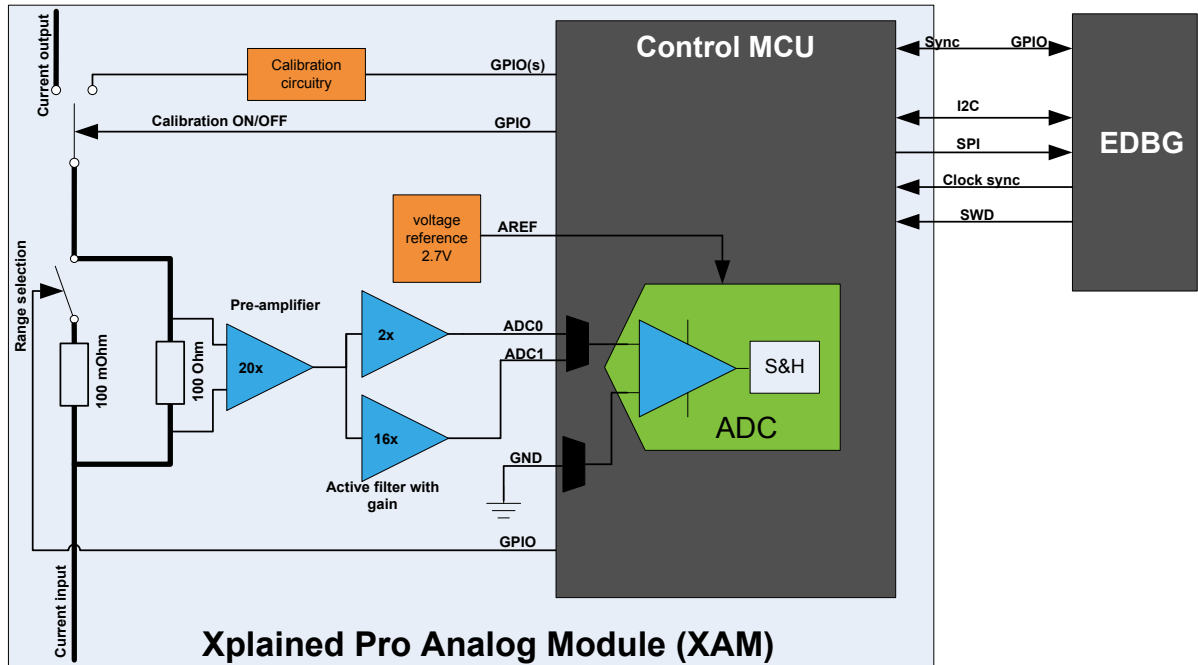 Current output
Calibration
circuitry
GPIO(s)
Control MCU
Sync
GPIO
Calibration ON/OFF
GPIO
I2C
SPI
EDBG
Clock sync
SWD
voltage
reference
2.7V
AREF
Range selection
Pre-amplifier
2x
ADC0
ADC1
100 mOhm
100 Ohm
20x
S&H
ADC
16x
GND
Active filter with
gain
GPIO
Current input
Xplained Pro Analog Module (XAM)